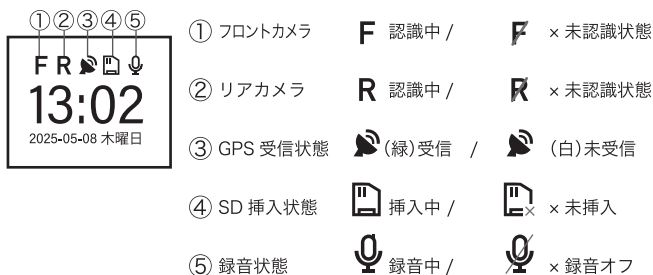 ①②③④⑤
F R
13:02
2025-05-08 木曜日
① フロントカメラ F 認識中 / F × 未認識状態
② リアカメラ R 認識中 / R × 未認識状態
③ GPS 受信状態 (緑)受信 / (白)未受信
④ SD 挿入状態 挿入中 / × 未挿入
⑤ 録音状態 録音中 / × 録音オフ